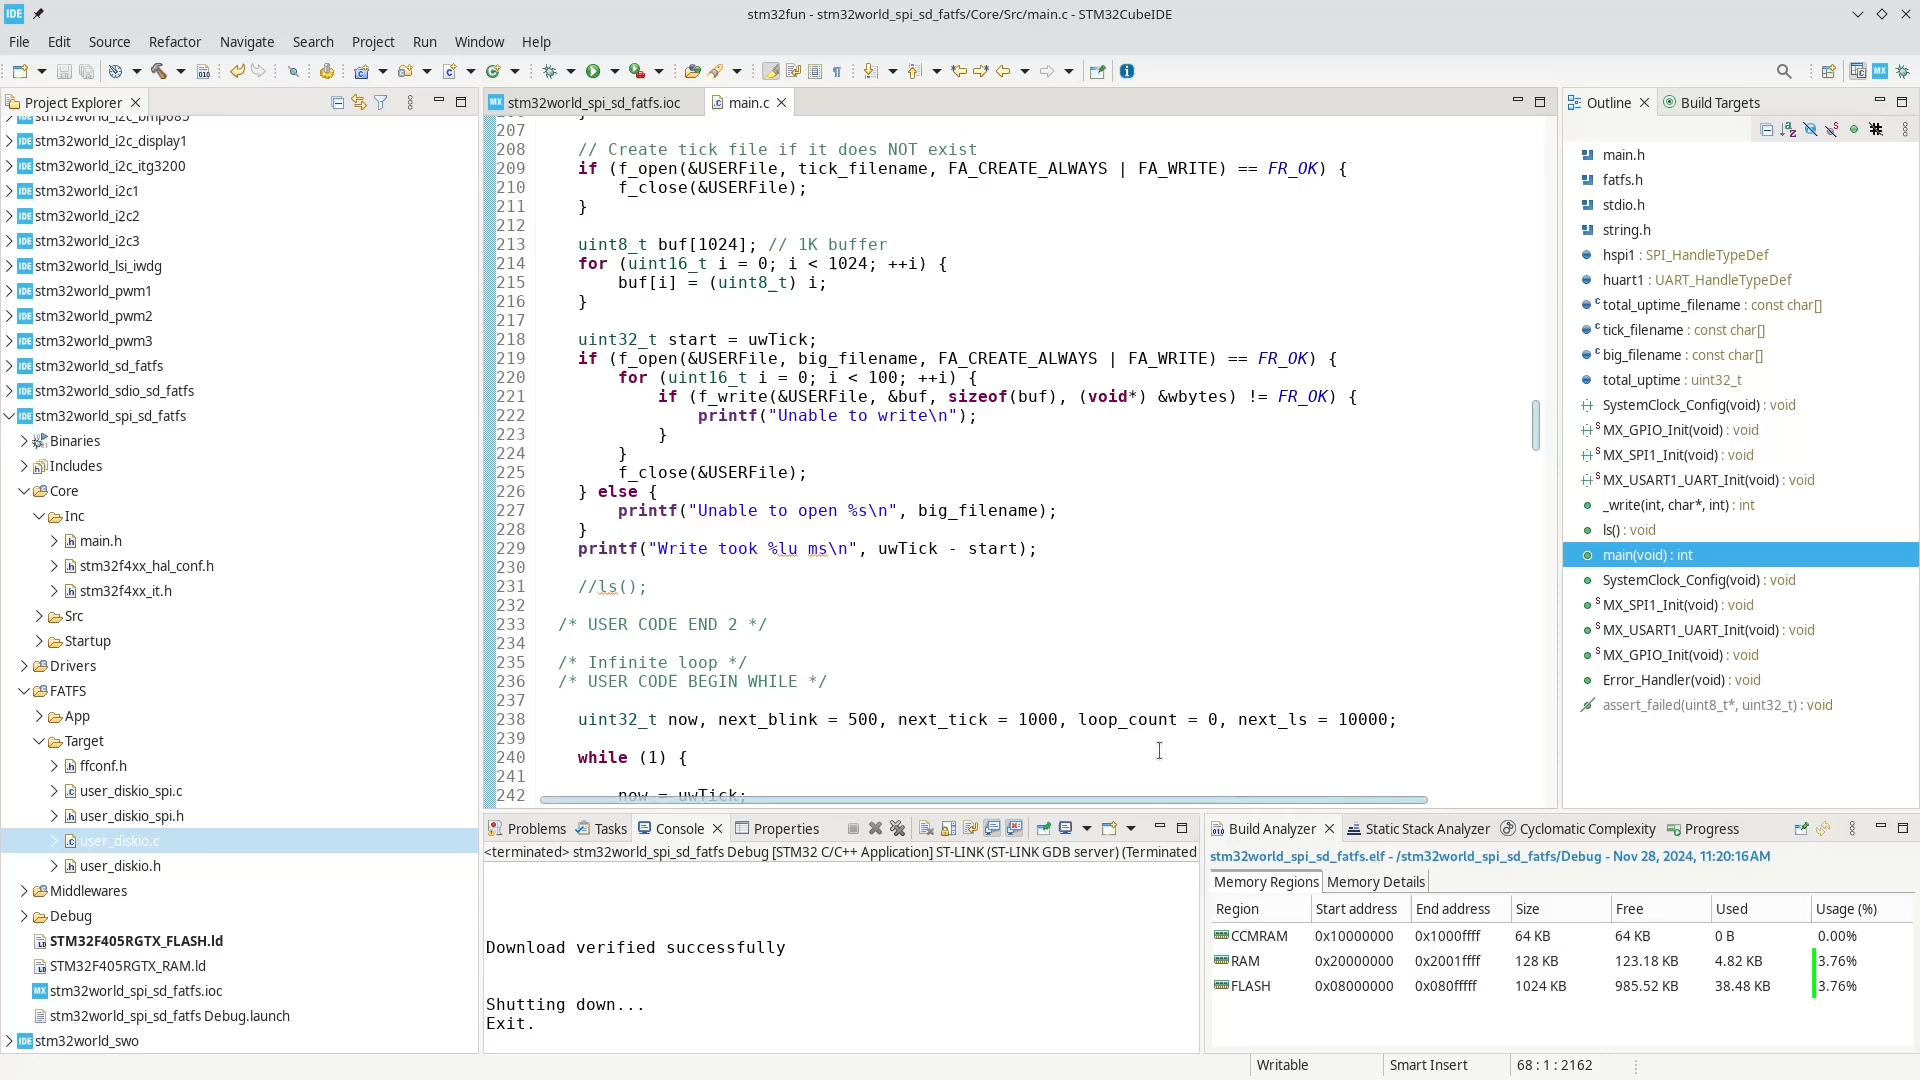 IDE
stm32fun - stm32world_spi_sd_fatfs/Core/Src/main.c - STM32CubeIDE
File Edit Source Refactor Navigate Search Project Run Window Help
Project Explorer
stm32world_i2c_bmp085
stm32world_i2c_display1
stm32world_i2c_itg3200
stm32world_i2c1
stm32world_i2c2
stm32world_i2c3
stm32world_lsi_iwdg
stm32world_pwm1
stm32world_pwm2
stm32world_pwm3
stm32world_sd_fatfs
stm32world_sdio_sd_fatfs
stm32world_spi_sd_fatfs
Binaries
Includes
Core
Inc
main.h
stm32f4xx_hal_conf.h
stm32f4xx_it.h
Src
Startup
Drivers
FATFS
App
Target
ffconf.h
user_diskio_spi.c
user_diskio_spi.h
user_diskio.c
user_diskio.h
Middlewares
Debug
STM32F405RGTX_FLASH.ld
STM32F405RGTX_RAM.ld
stm32world_spi_sd_fatfs.ioc
stm32world_spi_sd_fatfs Debug.launch
stm32world_swo
stm32world_spi_sd_fatfs.ioc main.c
206 }
207
208 // Create tick file if it does NOT exist
209 if (f_open(&USERFile, tick_filename, FA_CREATE_ALWAYS | FA_WRITE) == FR_OK) {
210 f_close(&USERFile);
211 }
212
213 uint8_t buf[1024]; // 1K buffer
214 for (uint16_t i = 0; i < 1024; ++i) {
215 buf[i] = (uint8_t) i;
216 }
217
218 uint32_t start = uwTick;
219 if (f_open(&USERFile, big_filename, FA_CREATE_ALWAYS | FA_WRITE) == FR_OK) {
220 for (uint16_t i = 0; i < 100; ++i) {
221 if (f_write(&USERFile, &buf, sizeof(buf), (void*) &wbytes) != FR_OK) {
222 printf("Unable to write\n");
223 }
224 }
225 f_close(&USERFile);
226 } else {
227 printf("Unable to open %s\n", big_filename);
228 }
229 printf("Write took %lu ms\n", uwTick - start);
230
231 //ls();
232
233 /* USER CODE END 2 */
234
235 /* Infinite loop */
236 /* USER CODE BEGIN WHILE */
237
238 uint32_t now, next_blink = 500, next_tick = 1000, loop_count = 0, next_ls = 10000;
239
240 while (1) {
241
242 now = uwTick;
Outline Build Targets
main.h
fatfs.h
stdio.h
string.h
hspi1 : SPI_HandleTypeDef
huart1 : UART_HandleTypeDef
total_uptime_filename : const char[]
tick_filename : const char[]
big_filename : const char[]
total_uptime : uint32_t
SystemClock_Config(void) : void
MX_GPIO_Init(void) : void
MX_SPI1_Init(void) : void
MX_USART1_UART_Init(void) : void
_write(int, char*, int) : int
ls() : void
main(void) : int
SystemClock_Config(void) : void
MX_SPI1_Init(void) : void
MX_USART1_UART_Init(void) : void
MX_GPIO_Init(void) : void
Error_Handler(void) : void
assert_failed(uint8_t*, uint32_t) : void
Problems Tasks Console Properties
<terminated> stm32world_spi_sd_fatfs Debug [STM32 C/C++ Application] ST-LINK (ST-LINK GDB server) (Terminated
Download verified successfully
Shutting down...
Exit.
Build Analyzer Static Stack Analyzer Cyclomatic Complexity Progress
stm32world_spi_sd_fatfs.elf - /stm32world_spi_sd_fatfs/Debug - Nov 28, 2024, 11:20:16 AM
Memory Regions Memory Details
Region Start address End address Size Free Used Usage (%)
CCMRAM 0x10000000 0x1000ffff 64 KB 64 KB 0 B 0.00%
RAM 0x20000000 0x2001ffff 128 KB 123.18 KB 4.82 KB 3.76%
FLASH 0x08000000 0x080fffff 1024 KB 985.52 KB 38.48 KB 3.76%
Writable Smart Insert 68 : 1 : 2162